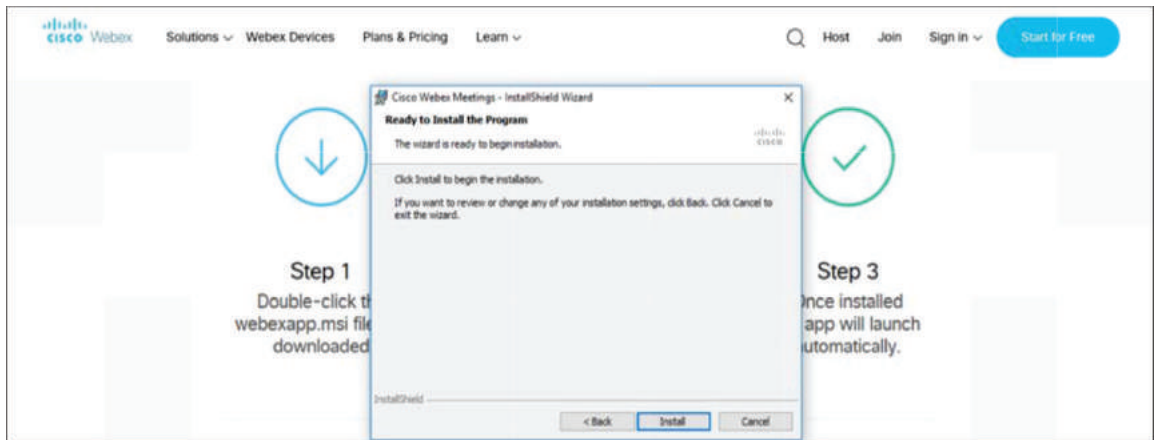 CISCO Webex Solutions Webex Devices Plans & Pricing Learn Host Join Sign in Start for Free
Cisco Webex Meetings - InstallShield Wizard
Ready to Install the Program
The wizard is ready to begin installation.
CISCO
Click Install to begin the installation.
If you want to review or change any of your installation settings, click Back. Click Cancel to
exit the wizard.
InstallShield
< Back Install Cancel
Step 1
Double-click th
webexapp.msi file
downloaded
Step 3
Once installed
app will launch
automatically.